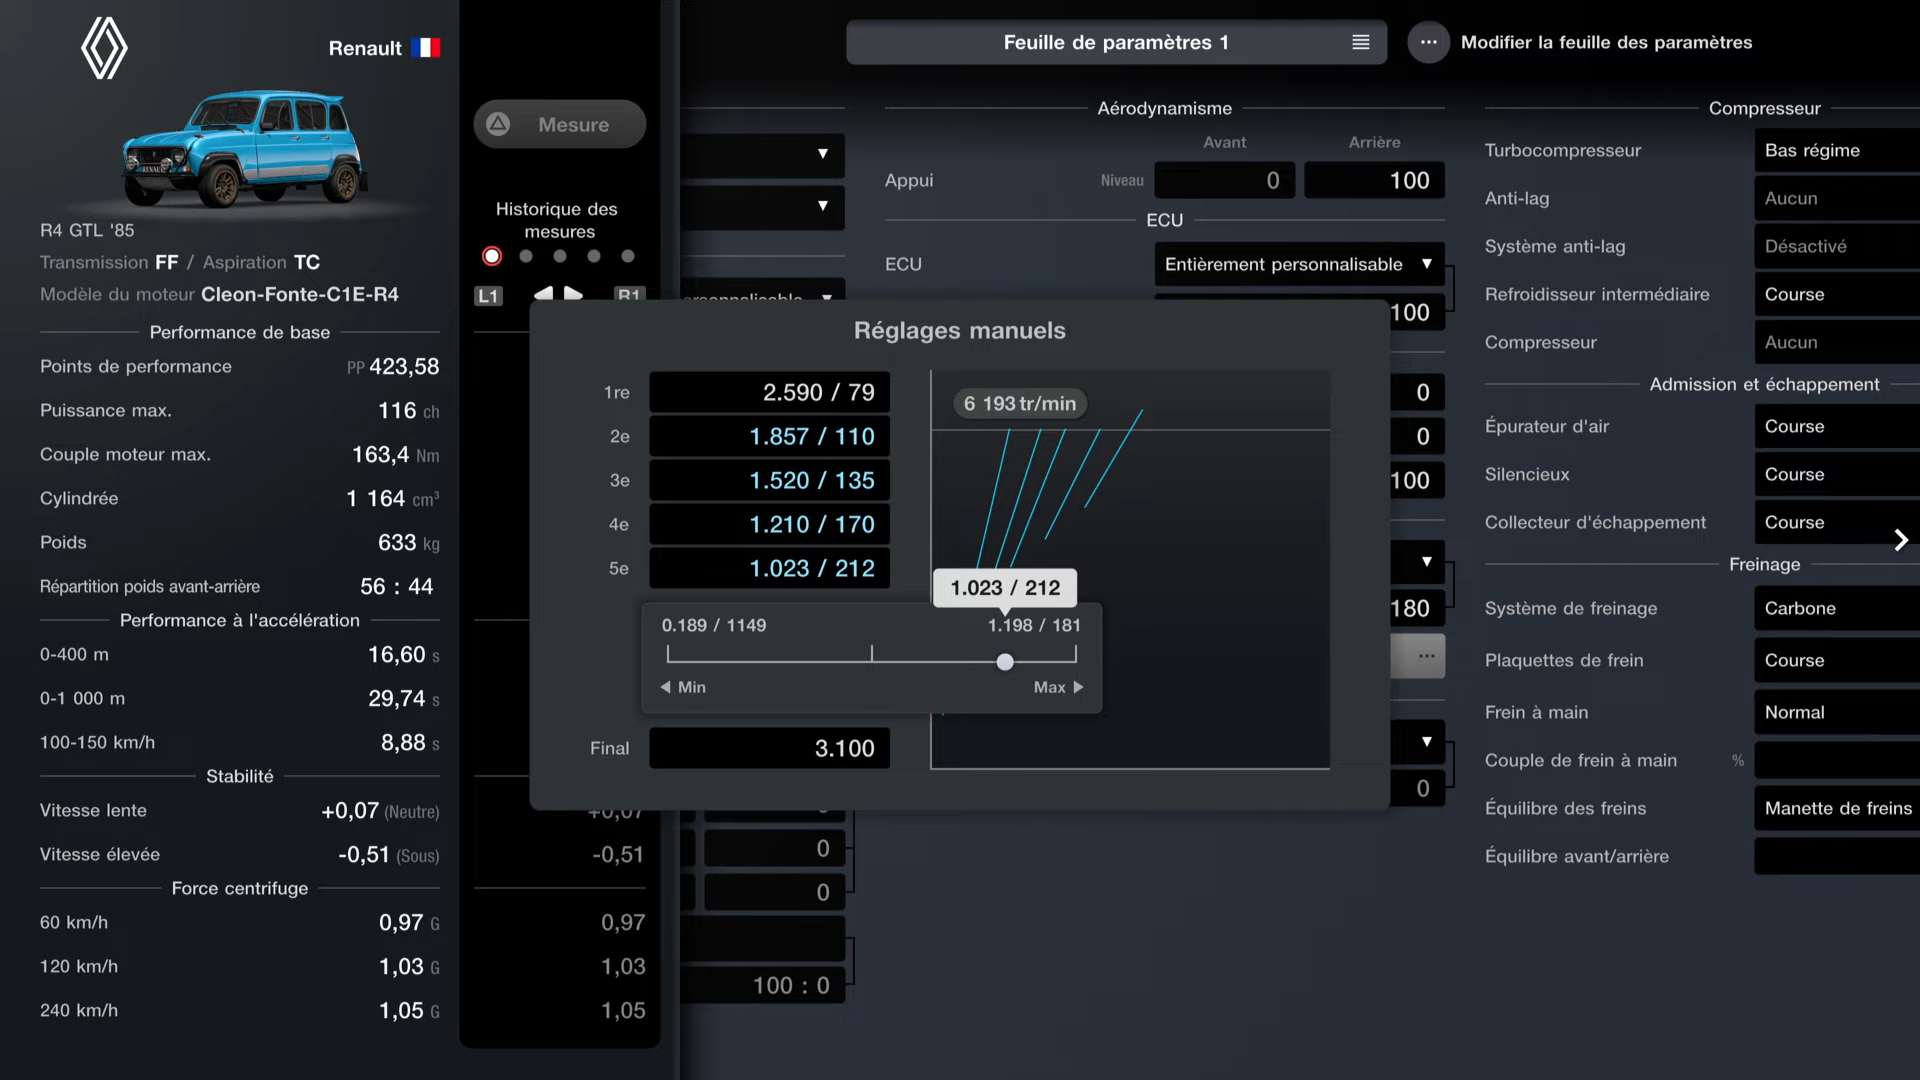 Renault
R4 GTL '85
Transmission FF / Aspiration TC
Modèle du moteur Cleon-Fonte-C1E-R4
Performance de base
Points de performance PP 423,58
Puissance max. 116 ch
Couple moteur max. 163,4 Nm
Cylindrée 1 164 cm³
Poids 633 kg
Répartition poids avant-arrière 56 : 44
Performance à l'accélération
0-400 m 16,60 s
0-1 000 m 29,74 s
100-150 km/h 8,88 s
Stabilité
Vitesse lente +0,07 (Neutre)
Vitesse élevée -0,51 (Sous)
Force centrifuge
60 km/h 0,97 G
120 km/h 1,03 G
240 km/h 1,05 G
Mesure
Historique des
mesures
L1 R1
+0,07
-0,51
0,97
1,03
1,05
0
0
100 : 0
Feuille de paramètres 1
Modifier la feuille des paramètres
Aérodynamisme
Avant Arrière
Appui Niveau 0 100
ECU
ECU Entièrement personnalisable
100
0
0
100
180
0
Réglages manuels
1re 2.590 / 79
2e 1.857 / 110
3e 1.520 / 135
4e 1.210 / 170
5e 1.023 / 212
6 193 tr/min
1.023 / 212
0.189 / 1149 1.198 / 181
Min Max
Final 3.100
Compresseur
Turbocompresseur Bas régime
Anti-lag Aucun
Système anti-lag Désactivé
Refroidisseur intermédiaire Course
Compresseur Aucun
Admission et échappement
Épurateur d'air Course
Silencieux Course
Collecteur d'échappement Course
Freinage
Système de freinage Carbone
Plaquettes de frein Course
Frein à main Normal
Couple de frein à main %
Équilibre des freins Manette de freins
Équilibre avant/arrière